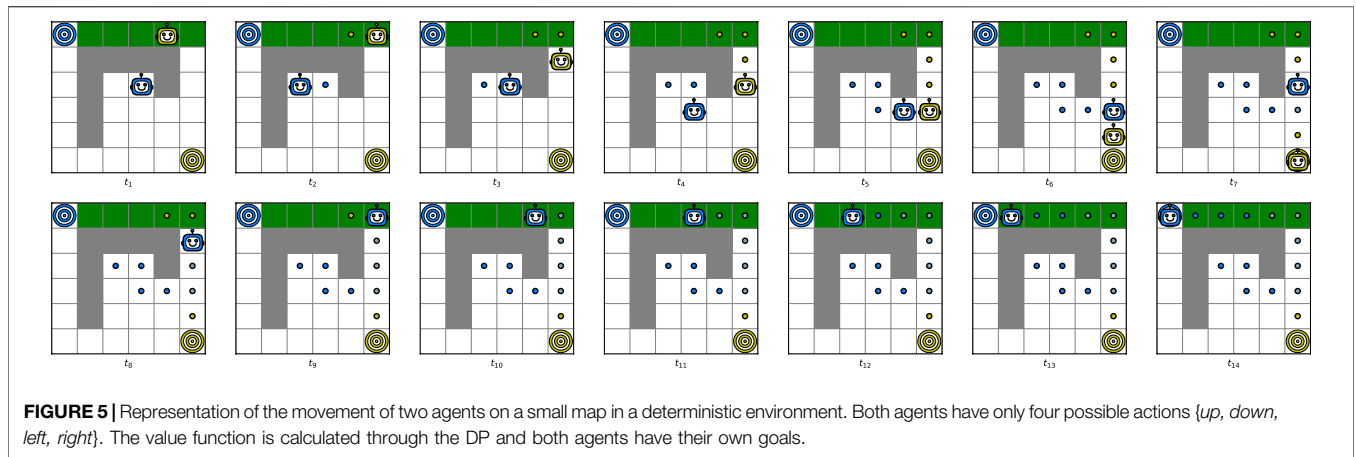 t1 t2 t3 t4 t5 t6 t7
t8 t9 t10 t11 t12 t13 t14
FIGURE 5 | Representation of the movement of two agents on a small map in a deterministic environment. Both agents have only four possible actions {up, down,
left, right}. The value function is calculated through the DP and both agents have their own goals.